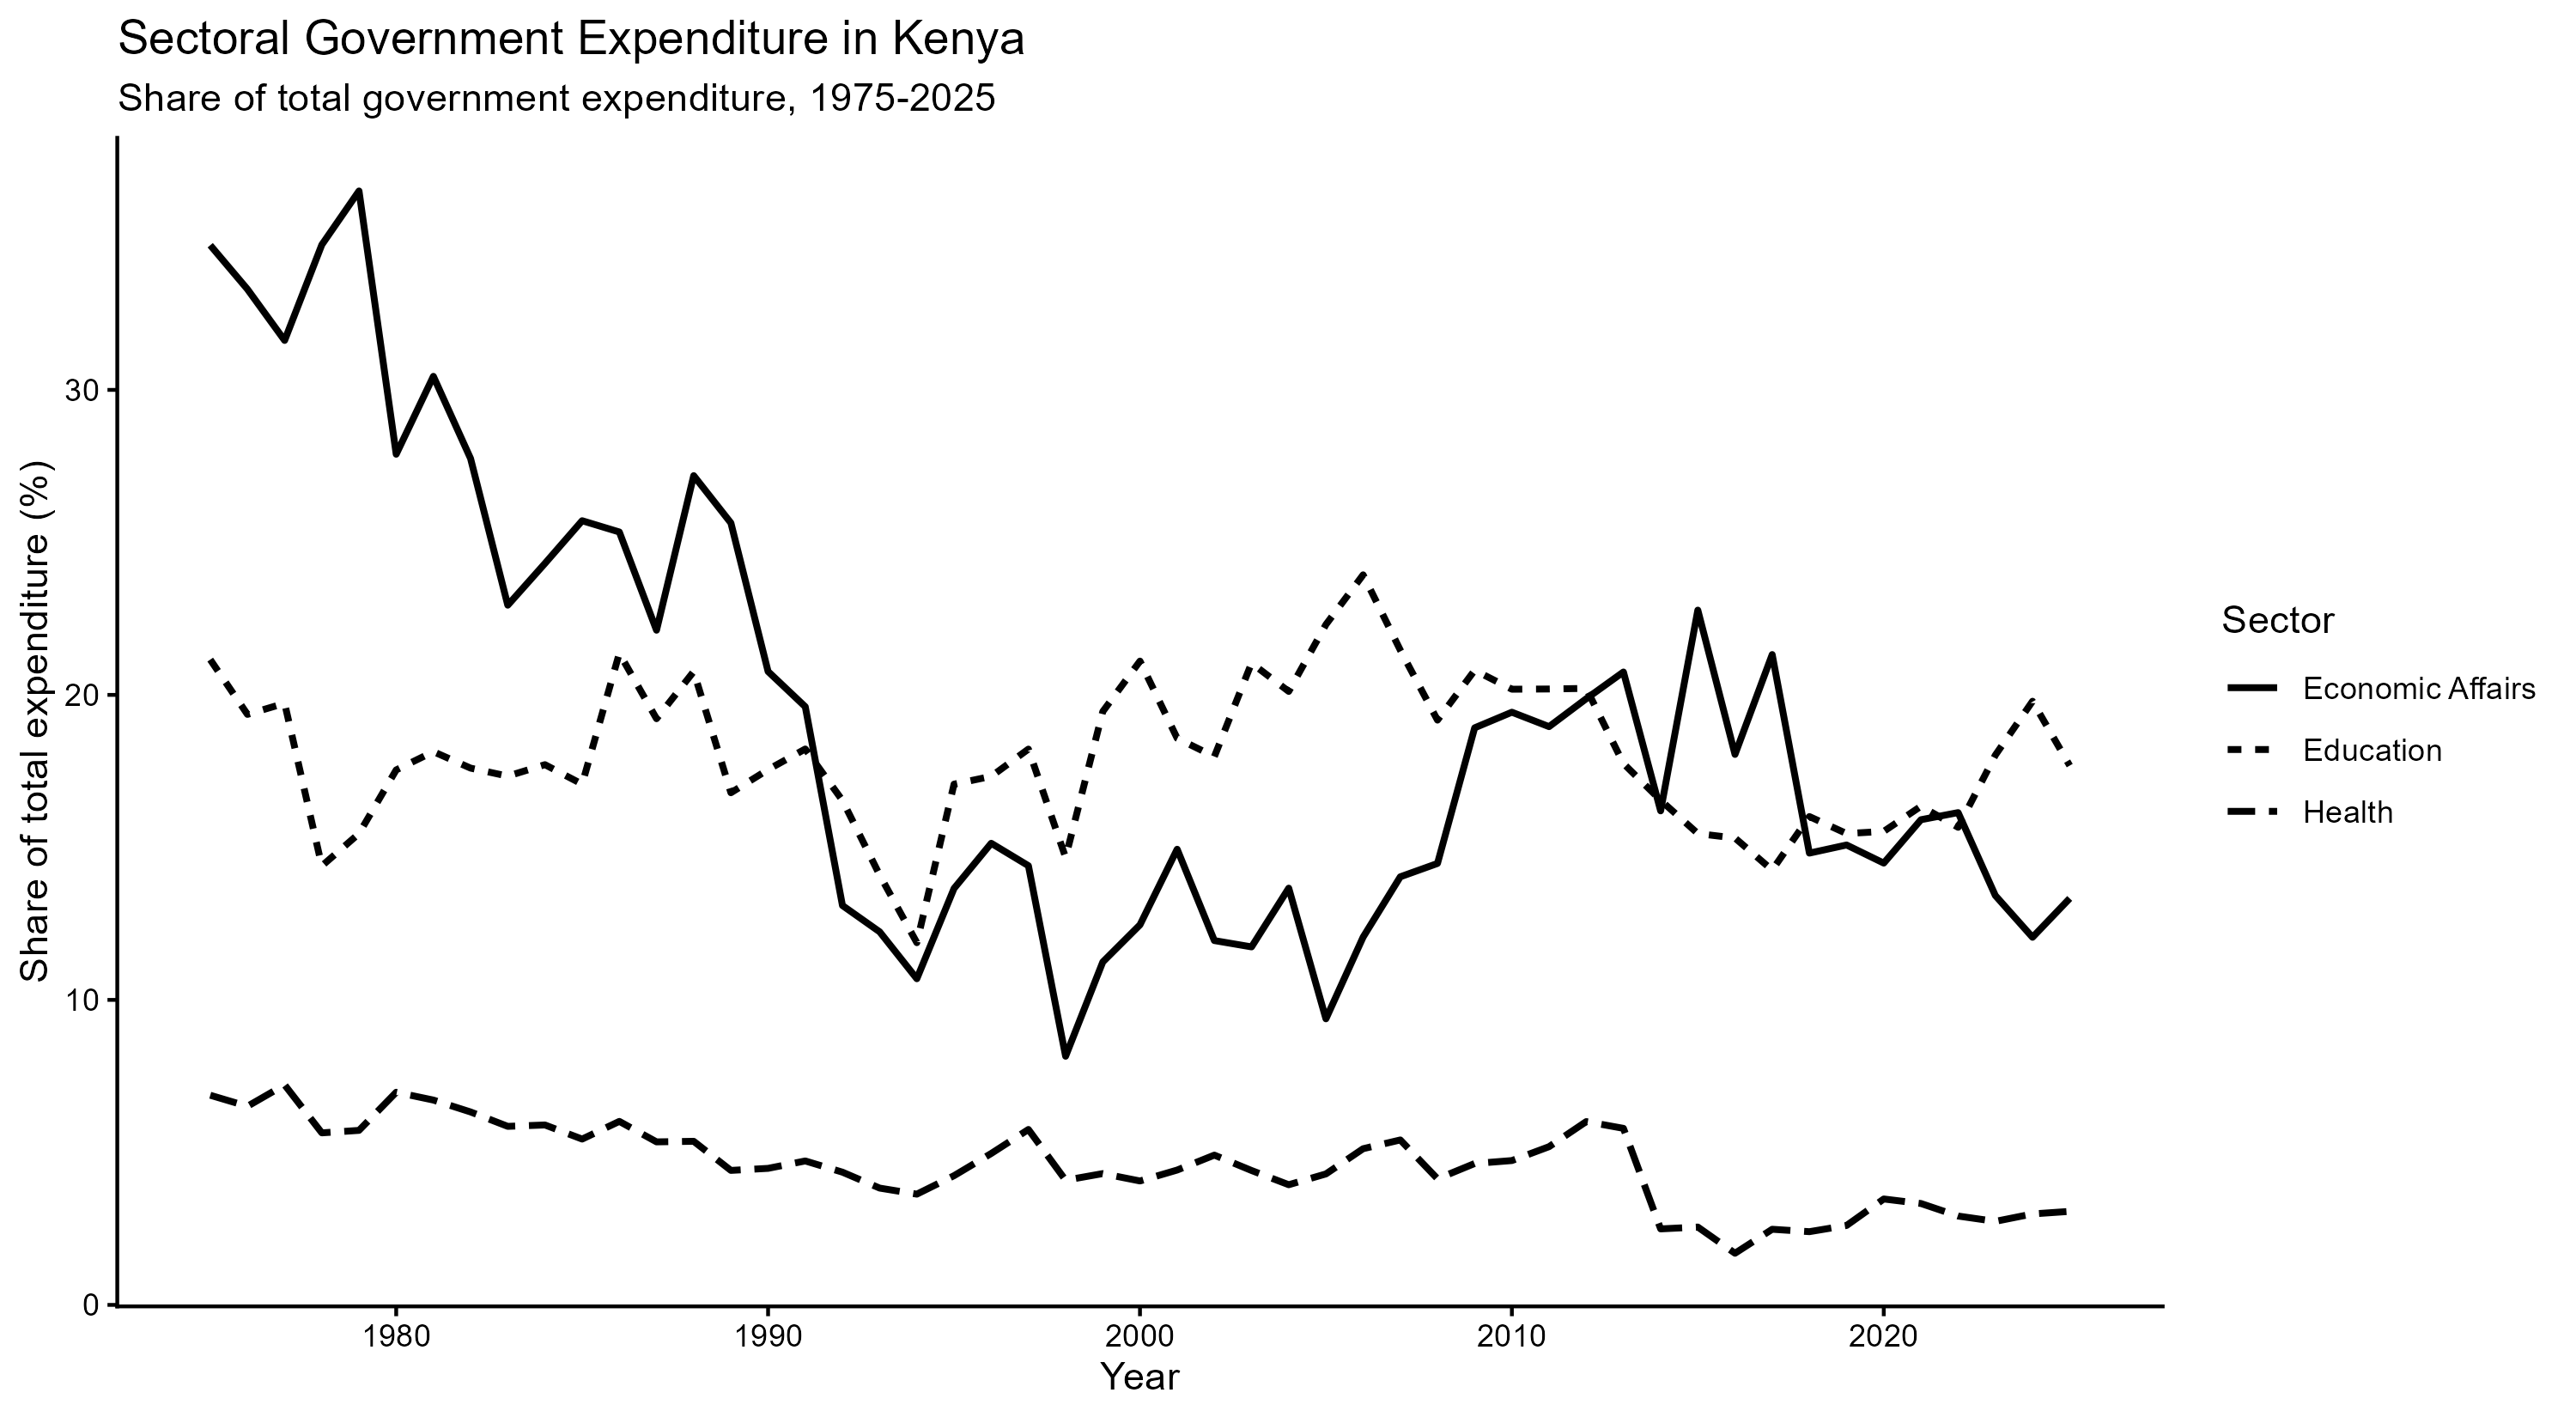 Sectoral Government Expenditure in Kenya
Share of total government expenditure, 1975-2025
Share of total expenditure (%)
30
20
10
0
1980
1990
2000
2010
2020
Year
Sector
Economic Affairs
Education
Health